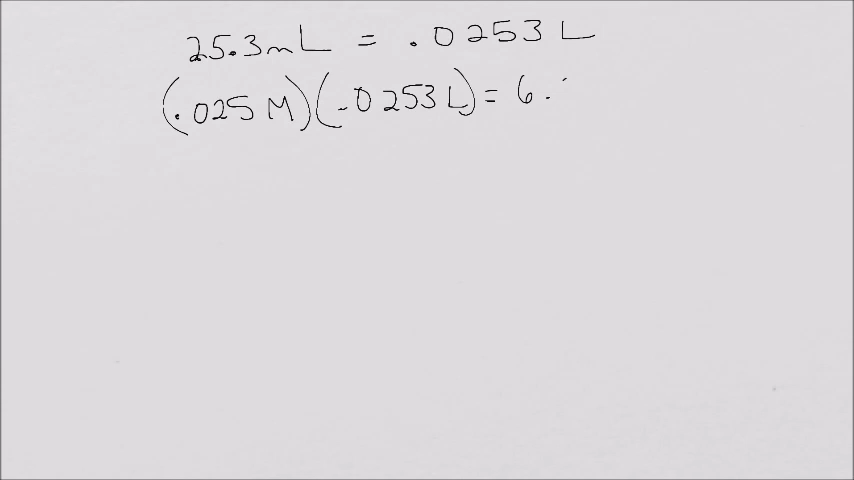 25.3mL = .0253 L
(.025 M)(.0253 L) = 6.